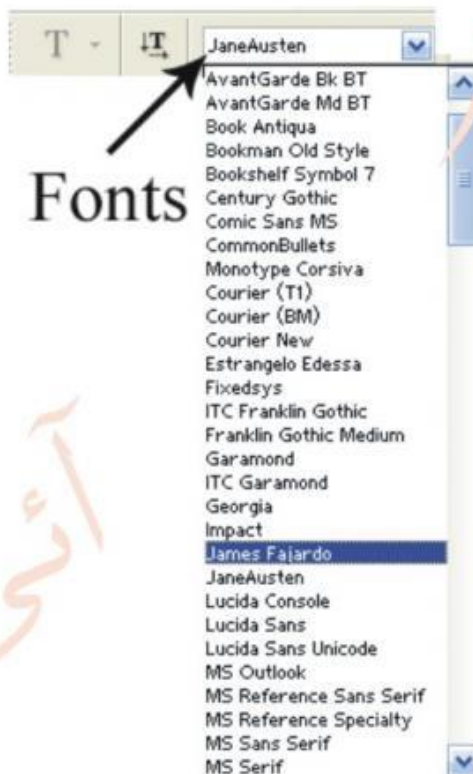 T
T
JaneAusten
Fonts
AvantGarde Bk BT
AvantGarde Md BT
Book Antiqua
Bookman Old Style
Bookshelf Symbol 7
Century Gothic
Comic Sans MS
CommonBullets
Monotype Corsiva
Courier (T1)
Courier (BM)
Courier New
Estrangelo Edessa
Fixedsys
ITC Franklin Gothic
Franklin Gothic Medium
Garamond
ITC Garamond
Georgia
Impact
James Fajardo
JaneAusten
Lucida Console
Lucida Sans
Lucida Sans Unicode
MS Outlook
MS Reference Sans Serif
MS Reference Specialty
MS Sans Serif
MS Serif